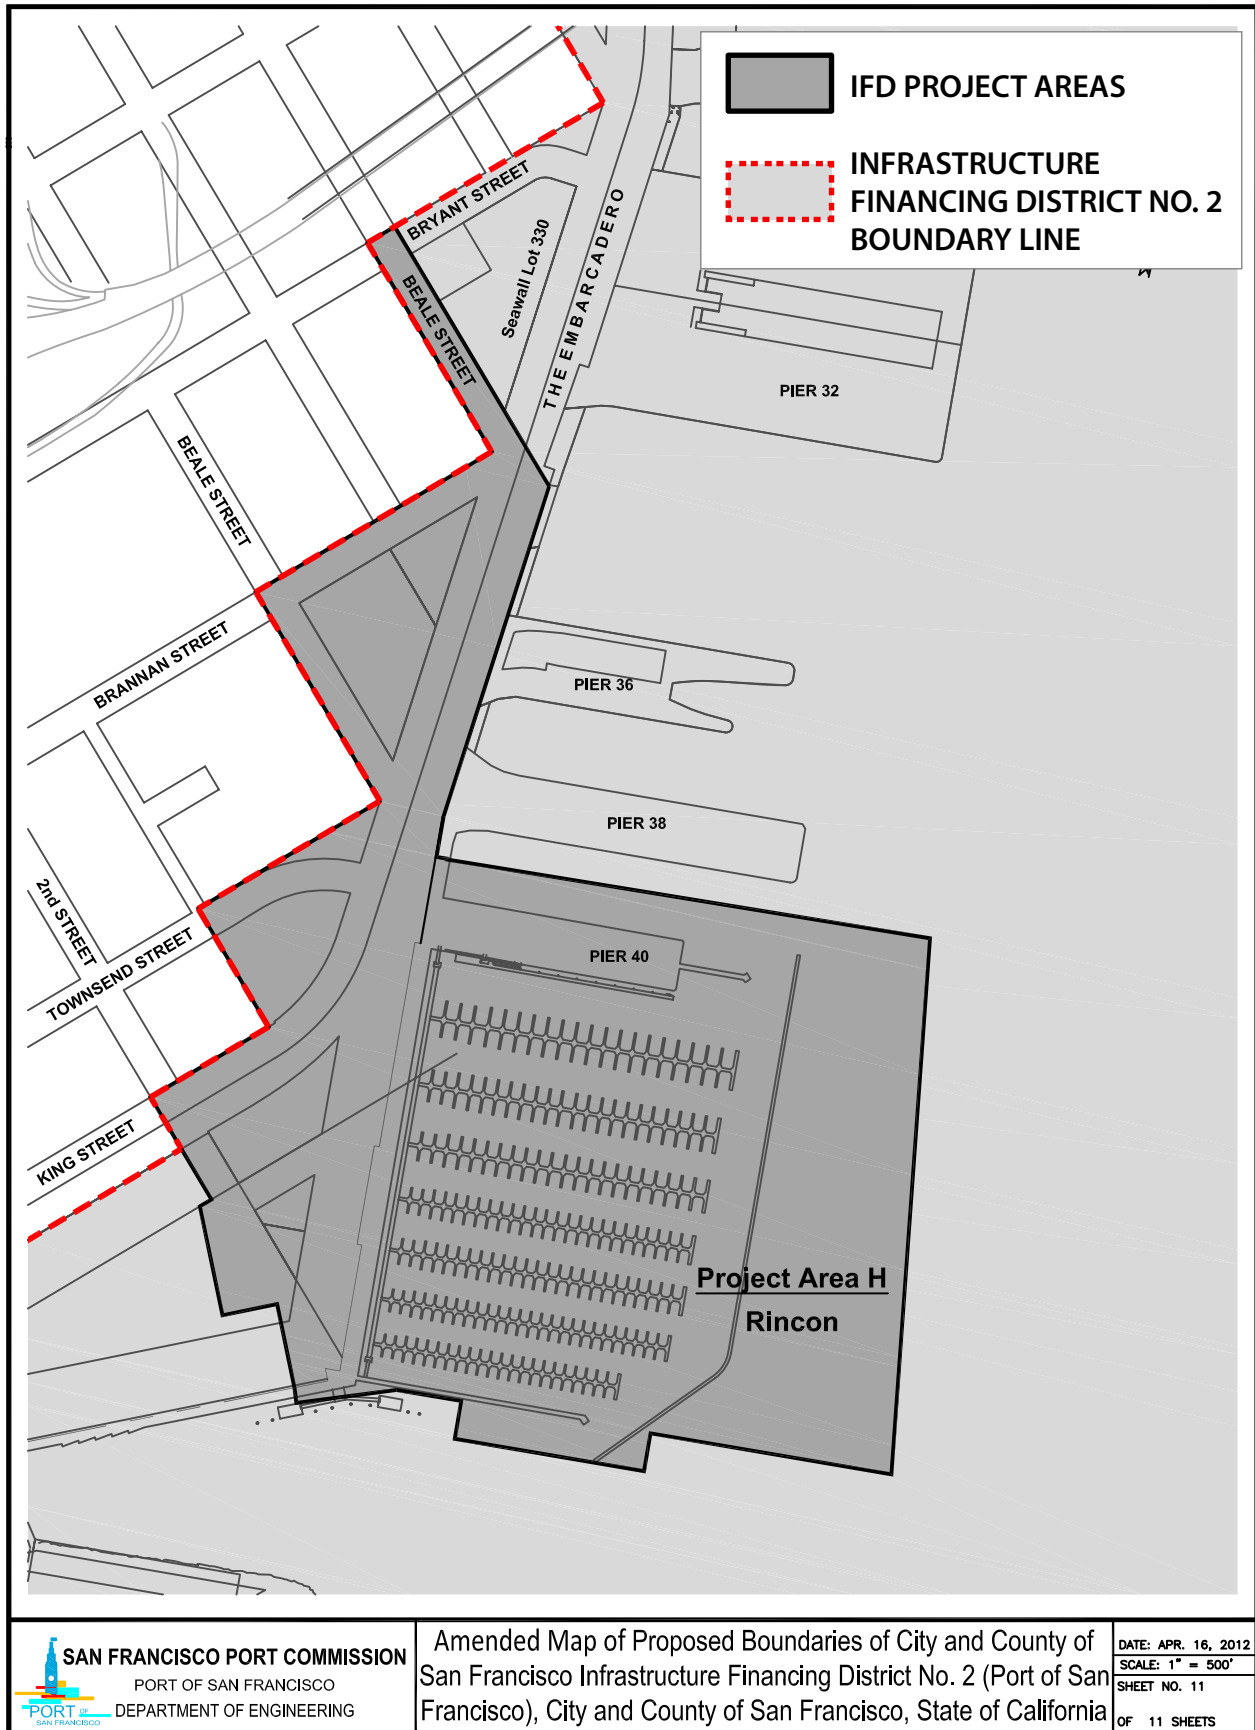 IFD PROJECT AREAS
INFRASTRUCTURE
FINANCING DISTRICT NO. 2
BOUNDARY LINE
BRYANT STREET
Seawall Lot 330
THE EMBARCADERO
BEALE STREET
PIER 32
BEALE STREET
BRANNAN STREET
PIER 36
PIER 38
2nd STREET
TOWNSEND STREET
PIER 40
KING STREET
Project Area H
Rincon
SAN FRANCISCO PORT COMMISSION
PORT OF SAN FRANCISCO
DEPARTMENT OF ENGINEERING
PORT OF
SAN FRANCISCO
Amended Map of Proposed Boundaries of City and County of
San Francisco Infrastructure Financing District No. 2 (Port of San
Francisco), City and County of San Francisco, State of California
DATE: APR. 16, 2012
SCALE: 1" = 500'
SHEET NO. 11
OF 11 SHEETS